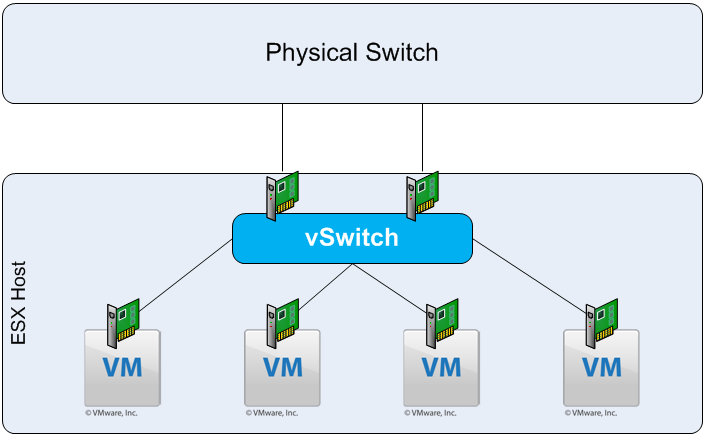 Physical Switch
vSwitch
ESX Host
VM
VM
VM
VM
© VMware, Inc.
© VMware, Inc.
© VMware, Inc.
© VMware, Inc.